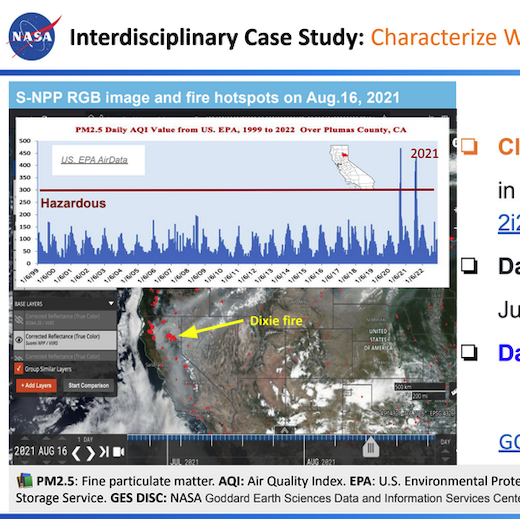 NASA
Interdisciplinary Case Study: Characterize W
S-NPP RGB image and fire hotspots on Aug.16, 2021
PM2.5 Daily AQI Value from US. EPA, 1999 to 2022 Over Plumas County, CA
500
450
400
350
300
250
200
150
100
50
0
US. EPA AirData
2021
Hazardous
1/6/99
1/6/00
1/6/01
1/6/02
1/6/03
1/6/04
1/6/05
1/6/06
1/6/07
1/6/08
1/6/09
1/6/10
1/6/11
1/6/12
1/6/13
1/6/14
1/6/15
1/6/16
1/6/17
1/6/18
1/6/19
1/6/20
1/6/21
1/6/22
BASE LAYERS
Corrected Reflectance (True Color)
Corrected Reflectance (True Color)
Suomi NPP / VIIRS
Corrected Reflectance (True Color)
Group Similar Layers
+ Add Layers
Start Comparison
Dixie fire
UNITED
STATES
OF AMERICA
500 km
200 mi
EPSG:
1 DAY
2021 AUG 16
JUL 2021
AUG 2021
DAY
Cl
in
2i2
Da
Ju
Da
GC
PM2.5: Fine particulate matter. AQI: Air Quality Index. EPA: U.S. Environmental Prote
Storage Service. GES DISC: NASA Goddard Earth Sciences Data and Information Services Cente